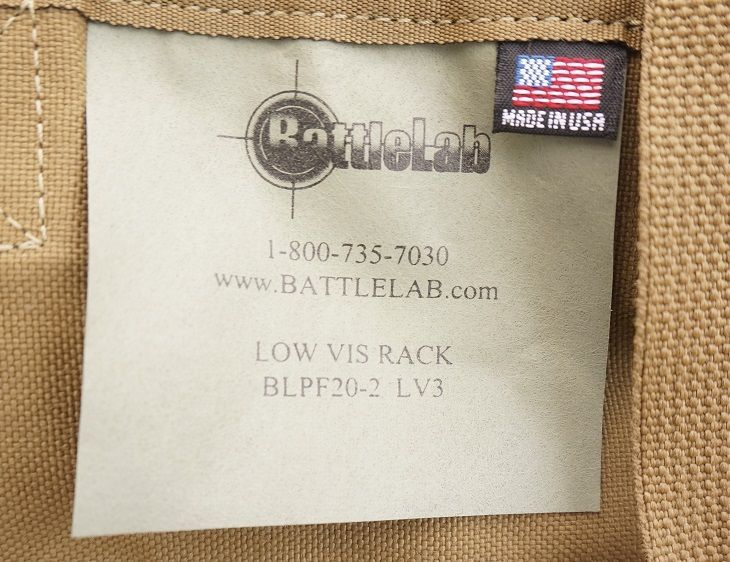 BattleLab
MADE IN USA
1-800-735-7030
www.BATTLELAB.com
LOW VIS RACK
BLPF20-2 LV3